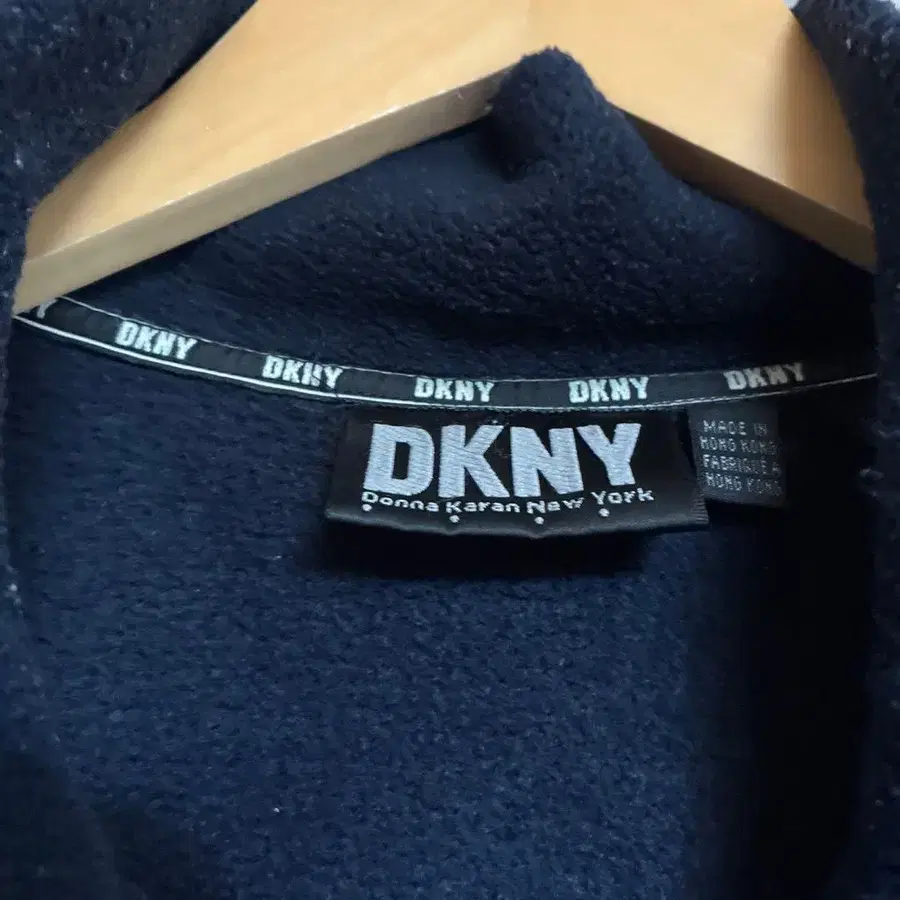 DKNY DKNY DKNY DKNY DKNY
DKNY
Donna Karan New York
MADE IN
HONG KONG
FABRIQUE A
HONG KONG